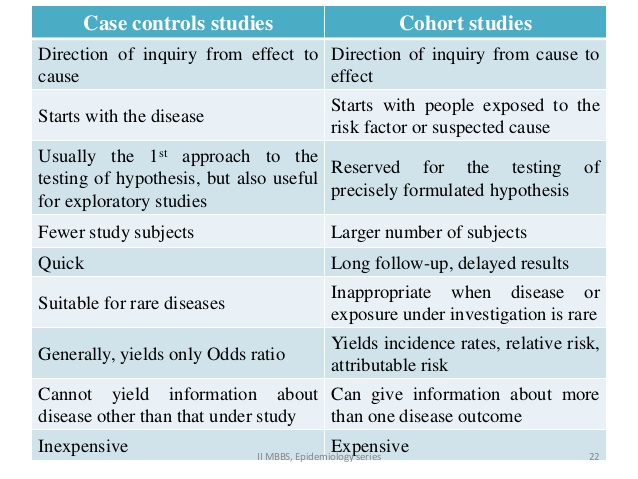 Case controls studies
Cohort studies
Direction of inquiry from effect to
cause
Direction of inquiry from cause to
effect
Starts with the disease
Starts with people exposed to the
risk factor or suspected cause
Usually the 1st approach to the
testing of hypothesis, but also useful
for exploratory studies
Reserved for the testing of
precisely formulated hypothesis
Fewer study subjects
Larger number of subjects
Quick
Long follow-up, delayed results
Suitable for rare diseases
Inappropriate when disease or
exposure under investigation is rare
Generally, yields only Odds ratio
Yields incidence rates, relative risk,
attributable risk
Cannot yield information about
disease other than that under study
Can give information about more
than one disease outcome
Inexpensive
Expensive
II MBBS, Epidemiology series
22